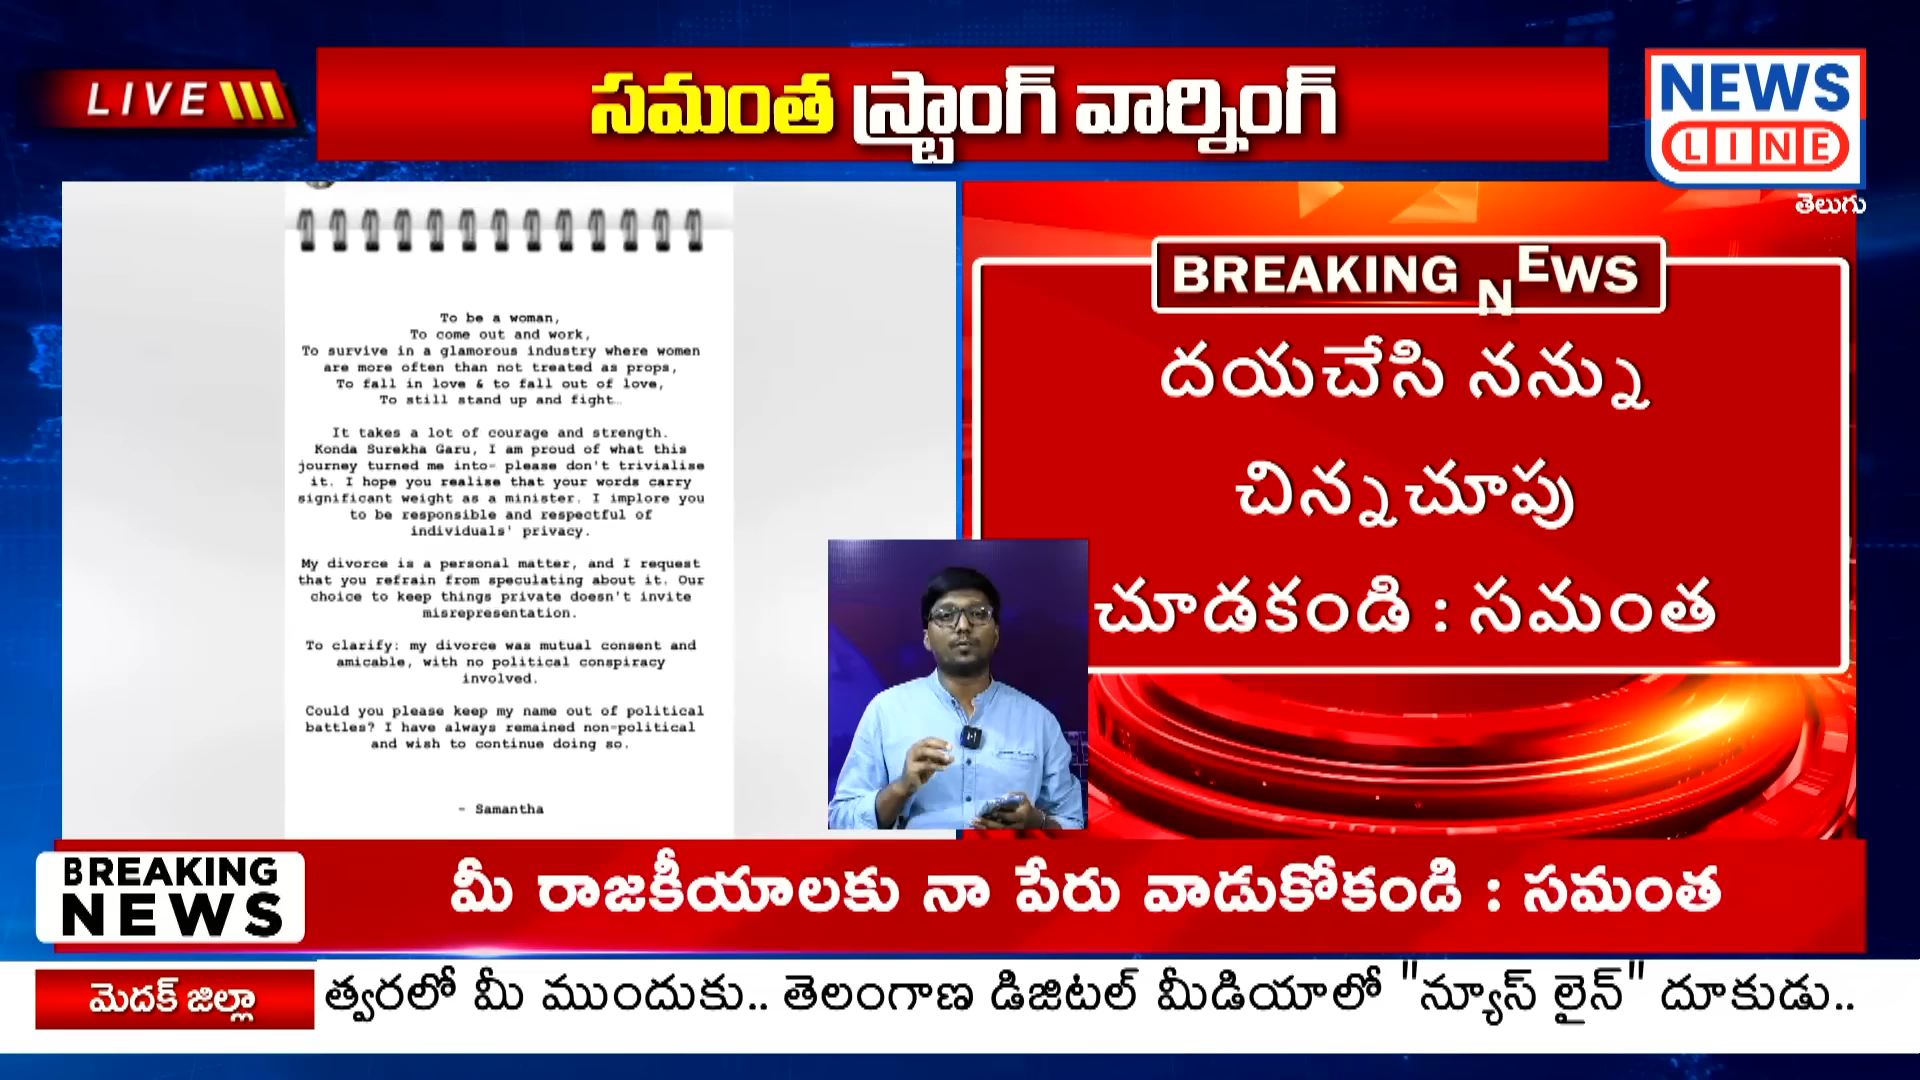 LIVE
సమంత స్ట్రాంగ్ వార్నింగ్
NEWS
LINE
తెలుగు
To be a woman,
To come out and work,
To survive in a glamorous industry where women
are more often than not treated as props,
To fall in love & to fall out of love,
To still stand up and fight…
It takes a lot of courage and strength.
Konda Surekha Garu, I am proud of what this
journey turned me into- please don't trivialise
it. I hope you realise that your words carry
significant weight as a minister. I implore you
to be responsible and respectful of
individuals' privacy.
My divorce is a personal matter, and I request
that you refrain from speculating about it. Our
choice to keep things private doesn't invite
misrepresentation.
To clarify: my divorce was mutual consent and
amicable, with no political conspiracy
involved.
Could you please keep my name out of political
battles? I have always remained non-political
and wish to continue doing so.
- Samantha
BREAKING NEWS
దయచేసి నన్ను
చిన్నచూపు
చూడకండి : సమంత
BREAKING
NEWS
మీ రాజకీయాలకు నా పేరు వాడుకోకండి : సమంత
మెదక్ జిల్లా
త్వరలో మీ ముందుకు.. తెలంగాణ డిజిటల్ మీడియాలో "న్యూస్ లైన్" దూకుడు..